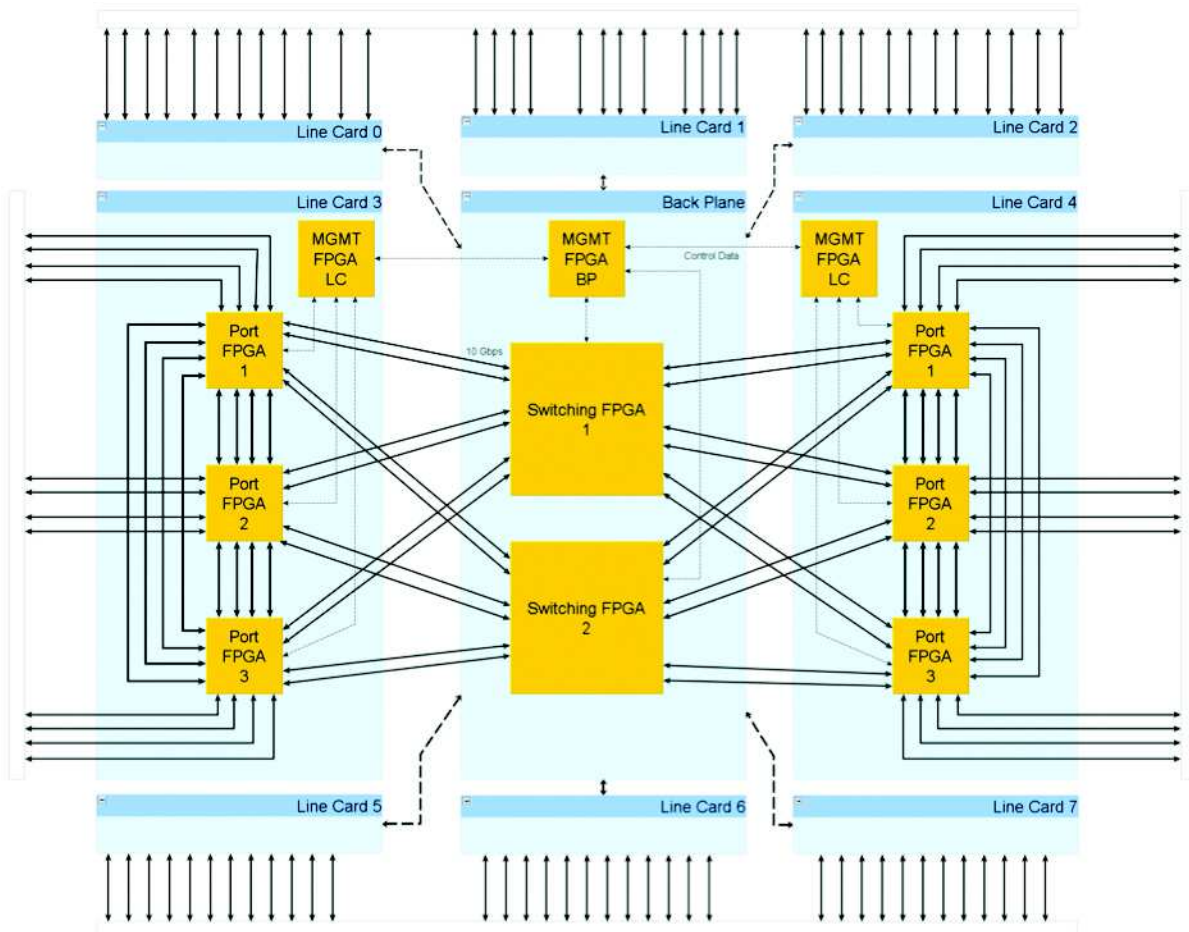 Line Card 0
Line Card 1
Line Card 2
Line Card 3
Back Plane
Line Card 4
MGMT
FPGA
LC
MGMT
FPGA
BP
Control Data
MGMT
FPGA
LC
Port
FPGA
1
10 Gbps
Switching FPGA
1
Port
FPGA
1
Port
FPGA
2
Port
FPGA
2
Switching FPGA
2
Port
FPGA
3
Port
FPGA
3
Line Card 5
Line Card 6
Line Card 7